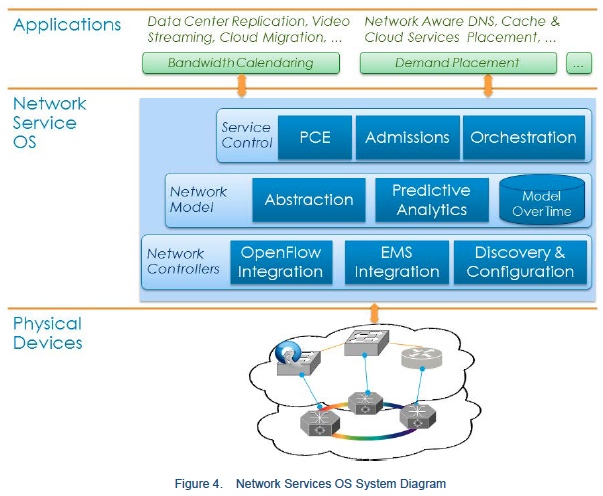 Applications
Data Center Replication, Video
Streaming, Cloud Migration, ...
Bandwidth Calendaring
Network Aware DNS, Cache &
Cloud Services Placement, ...
Demand Placement
...
Network
Service
OS
Service
Control
PCE
Admissions
Orchestration
Network
Model
Abstraction
Predictive
Analytics
Model
Over Time
Network
Controllers
OpenFlow
Integration
EMS
Integration
Discovery &
Configuration
Physical
Devices
Figure 4. Network Services OS System Diagram